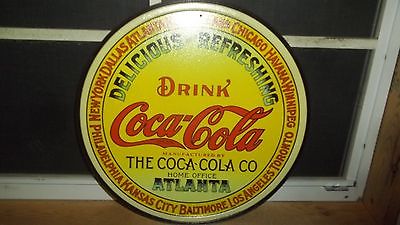 DELICIOUS REFRESHING
DRINK
Coca-Cola
MANUFACTURED BY
THE COCA COLA CO
HOME OFFICE
ATLANTA
PHILADELPHIA NEW YORK DALLAS ATLANTA
CHICAGO HAVANA WINNIPEG
KANSAS CITY BALTIMORE LOS ANGELES TORONTO